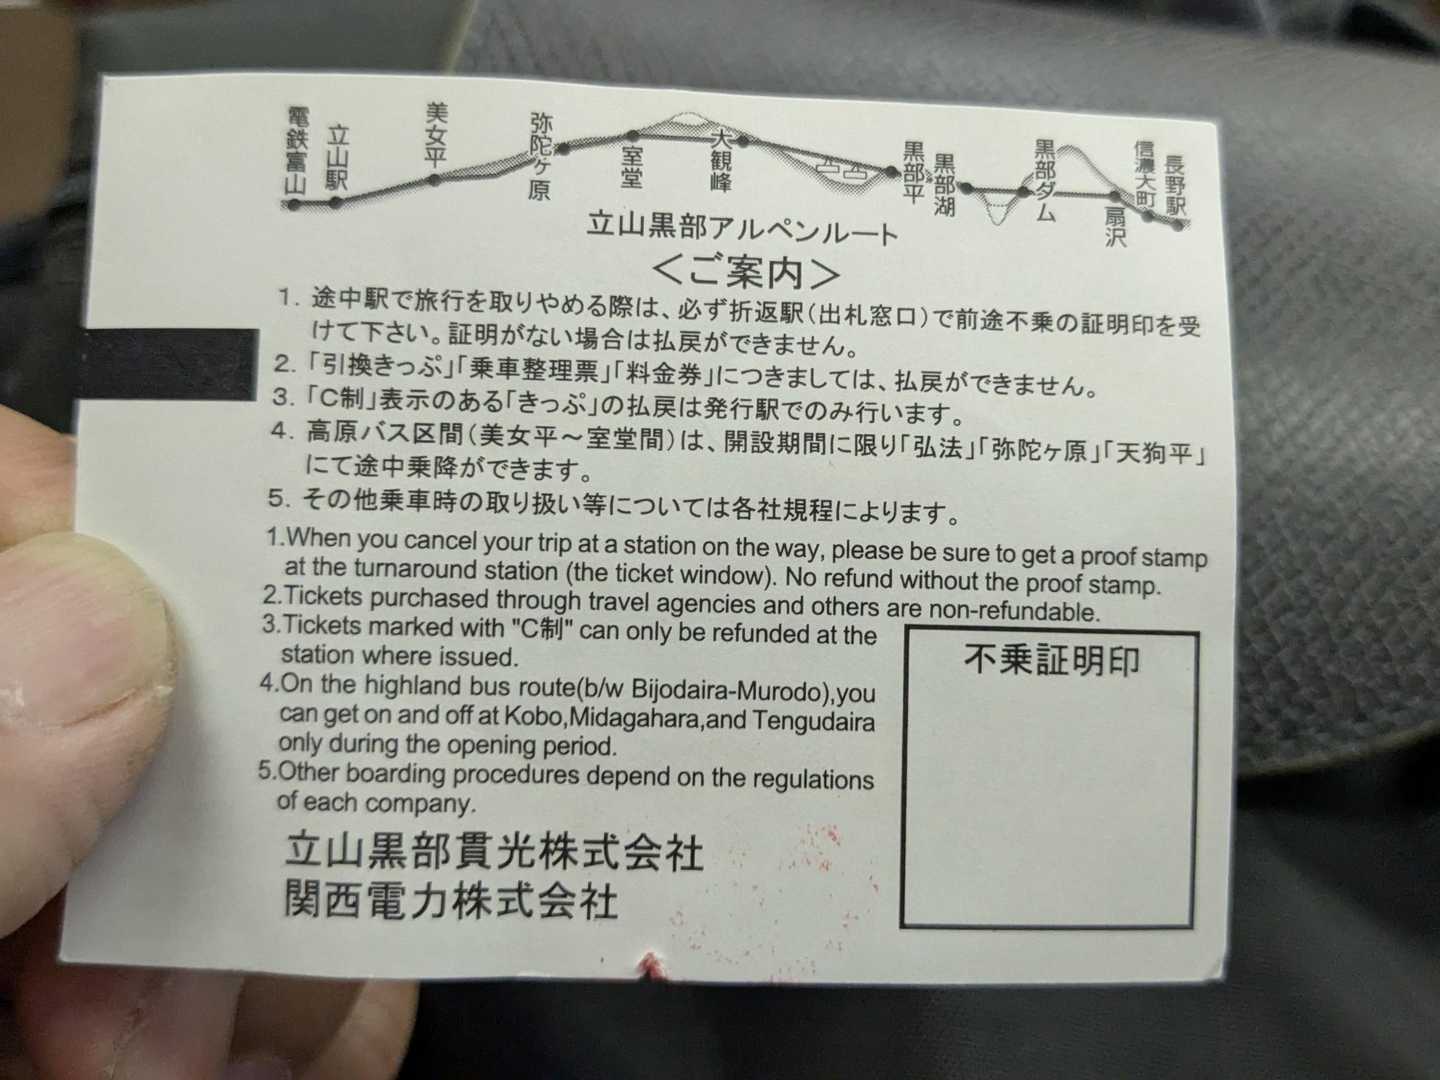 電鉄富山
立山駅
美女平
弥陀ヶ原
室堂
大観峰
黒部平
黒部湖
黒部ダム
扇沢
信濃大町
長野駅
立山黒部アルペンルート
＜ご案内＞
1. 途中駅で旅行を取りやめる際は、必ず折返駅（出札窓口）で前途不乗の証明印を受
けて下さい。証明がない場合は払戻ができません。
2. 「引換きっぷ」「乗車整理票」「料金券」につきましては、払戻ができません。
3. 「C制」表示のある「きっぷ」の払戻は発行駅でのみ行います。
4. 高原バス区間（美女平～室堂間）は、開設期間に限り「弘法」「弥陀ヶ原」「天狗平」
にて途中乗降ができます。
5. その他乗車時の取り扱い等については各社規程によります。
1.When you cancel your trip at a station on the way, please be sure to get a proof stamp
at the turnaround station (the ticket window). No refund without the proof stamp.
2.Tickets purchased through travel agencies and others are non-refundable.
3.Tickets marked with "C制" can only be refunded at the
station where issued.
4.On the highland bus route(b/w Bijodaira-Murodo),you
can get on and off at Kobo,Midagahara,and Tengudaira
only during the opening period.
5.Other boarding procedures depend on the regulations
of each company.
不乗証明印
立山黒部貫光株式会社
関西電力株式会社